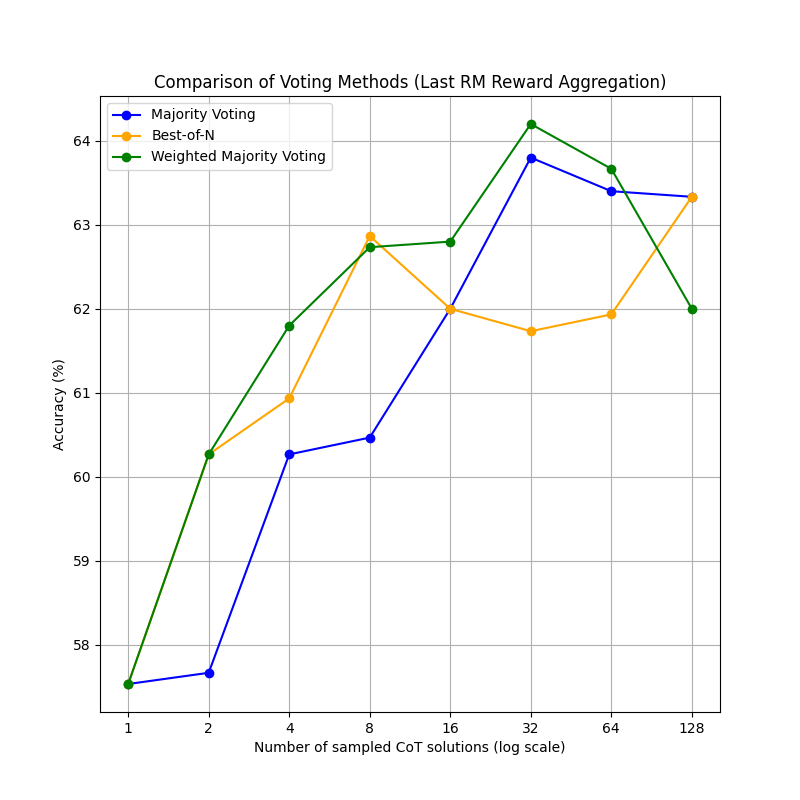 Comparison of Voting Methods (Last RM Reward Aggregation)
Majority Voting
Best-of-N
Weighted Majority Voting
64
63
62
61
60
59
58
Accuracy (%)
1 2 4 8 16 32 64 128
Number of sampled CoT solutions (log scale)